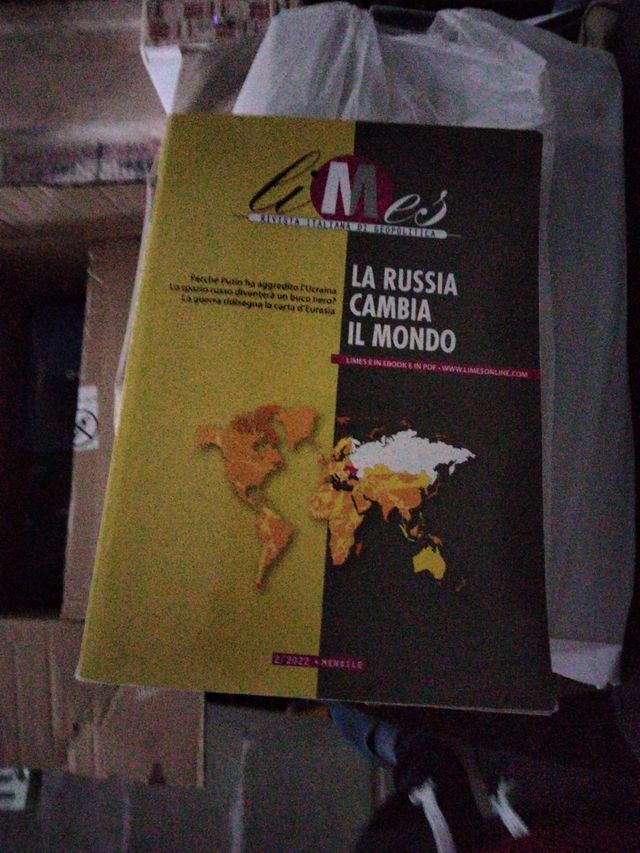 liMes
RIVISTA ITALIANA DI GEOPOLITICA
Perché Putin ha aggredito l'Ucraina
Lo spazio russo diventerà un buco nero?
La guerra ridisegna la carta d'Eurasia
LA RUSSIA
CAMBIA
IL MONDO
LIMES È IN EBOOK E IN PDF • WWW.LIMESONLINE.COM
2/2022 • MENSILE